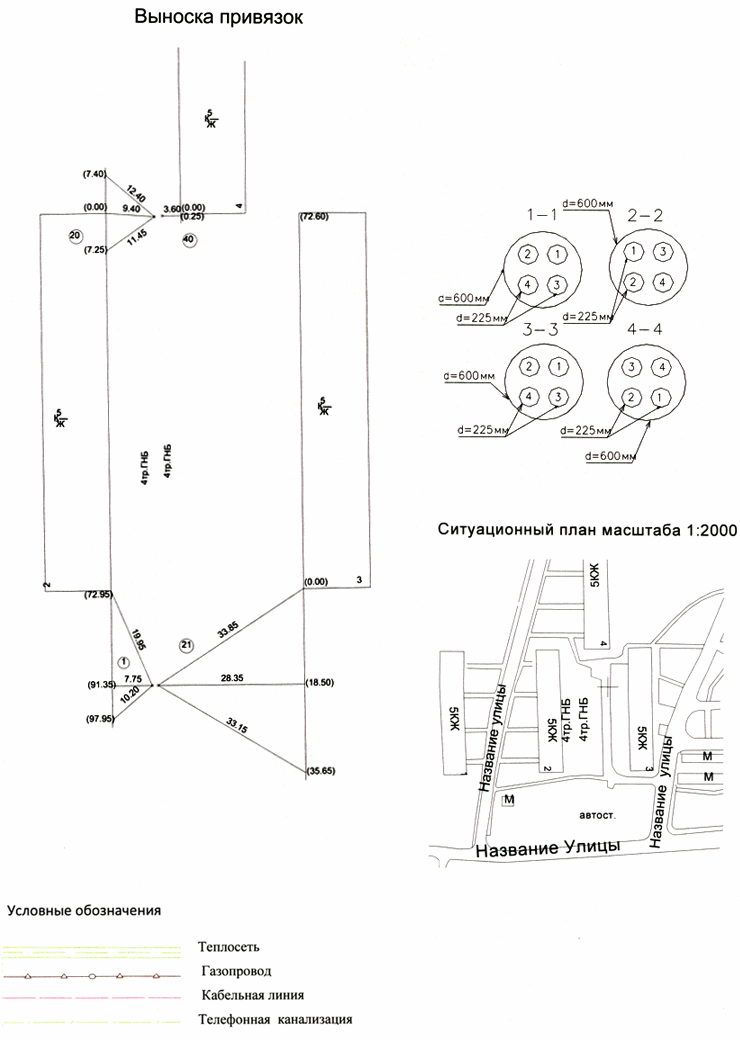 Выноска привязок
5
К
Ж
(7.40)
12.40
(0.00)
9.40
3.60
(0.00)
4
(0.25)
(72.60)
20
11.45
40
(7.25)
5
К
Ж
5
К
Ж
4тр.ГНБ
4тр.ГНБ
2
(72.95)
(0.00)
3
19.95
33.85
21
1
(91.35)
7.75
28.35
(18.50)
10.20
(97.95)
33.15
(35.65)
d=600мм
1-1
2-2
2
1
4
3
1
3
2
4
d=600мм
d=225мм
d=225мм
3-3
4-4
2
1
4
3
3
4
2
1
d=600мм
d=225мм
d=225мм
d=600мм
Ситуационный план масштаба 1:2000
5КЖ
4
5КЖ
5КЖ
2
4тр.ГНБ
4тр.ГНБ
5КЖ
3
Название улицы
Название улицы
М
М
М
автост.
Название Улицы
Условные обозначения
Теплосеть
Газопровод
Кабельная линия
Телефонная канализация